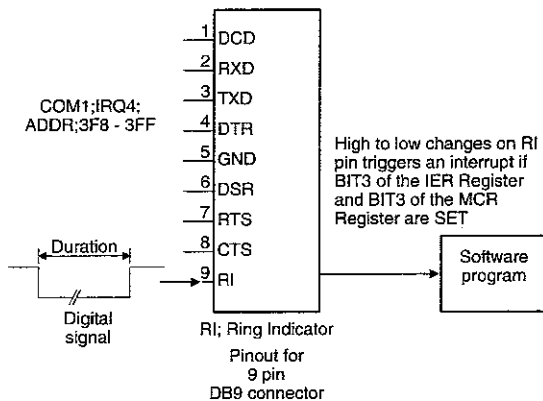 1 DCD
2 RXD
3 TXD
4 DTR
5 GND
6 DSR
7 RTS
8 CTS
9 RI
COM1;IRQ4;
ADDR;3F8 - 3FF
Duration
Digital
signal
High to low changes on RI
pin triggers an interrupt if
BIT3 of the IER Register
and BIT3 of the MCR
Register are SET
Software
program
RI; Ring Indicator
Pinout for
9 pin
DB9 connector